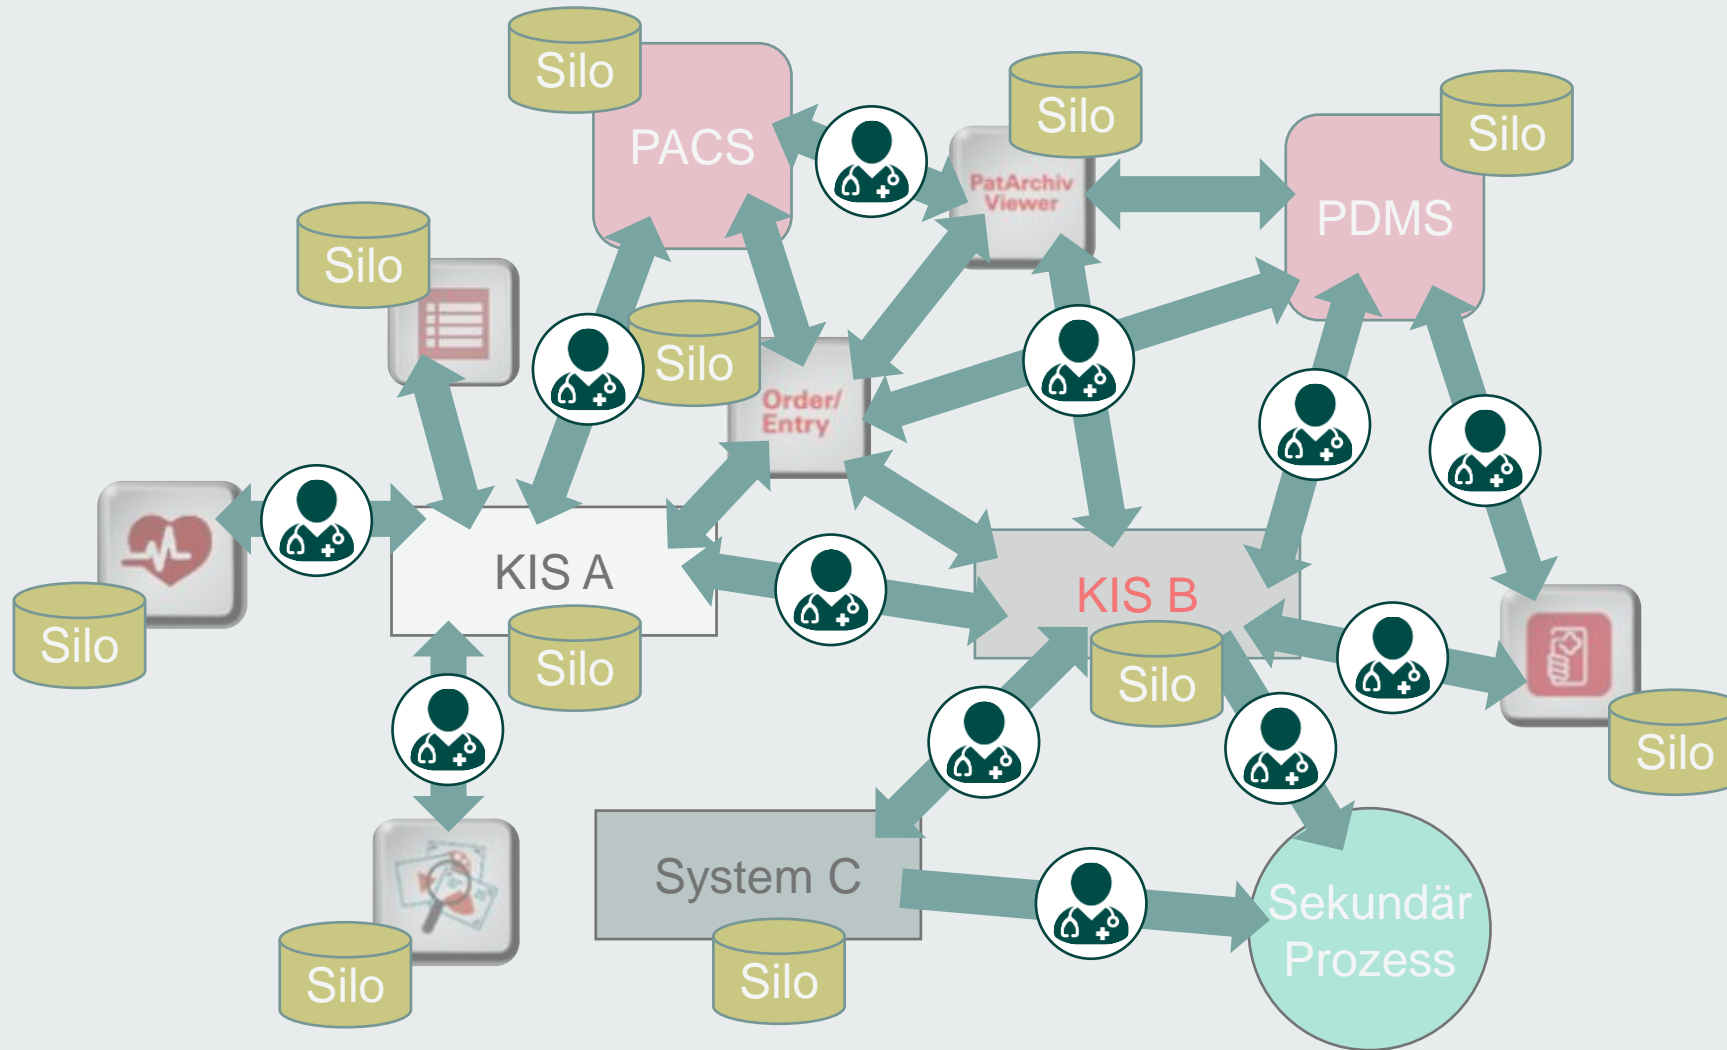 Silo
PACS
Silo
PatArchiv
Viewer
Silo
PDMS
Silo
Silo
Order/
Entry
KIS A
Silo
KIS B
Silo
Silo
Silo
Silo
System C
Silo
Sekundär
Prozess